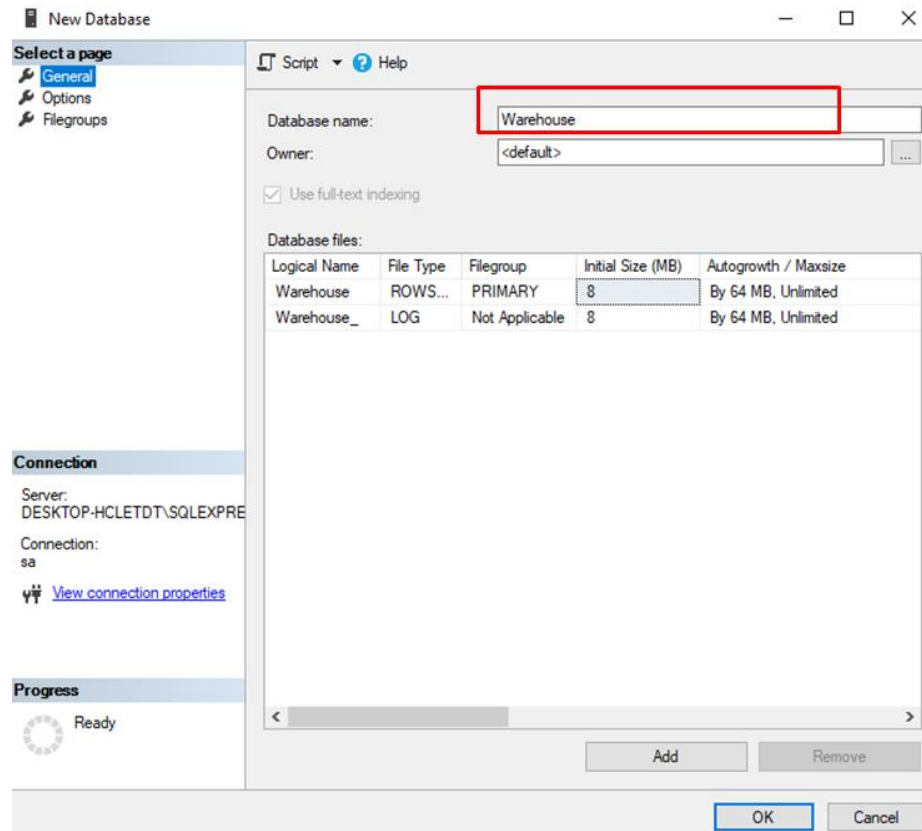 New Database
Select a page
General
Options
Filegroups
Script
Help
Database name:
Warehouse
Owner:
<default>
...
Use full-text indexing
Database files:
Logical Name File Type Filegroup Initial Size (MB) Autogrowth / Maxsize
Warehouse ROWS... PRIMARY 8 By 64 MB, Unlimited
Warehouse_ LOG Not Applicable 8 By 64 MB, Unlimited
Connection
Server:
DESKTOP-HCLETDT\SQLEXPRE
Connection:
sa
View connection properties
Progress
Ready
Add
Remove
OK
Cancel